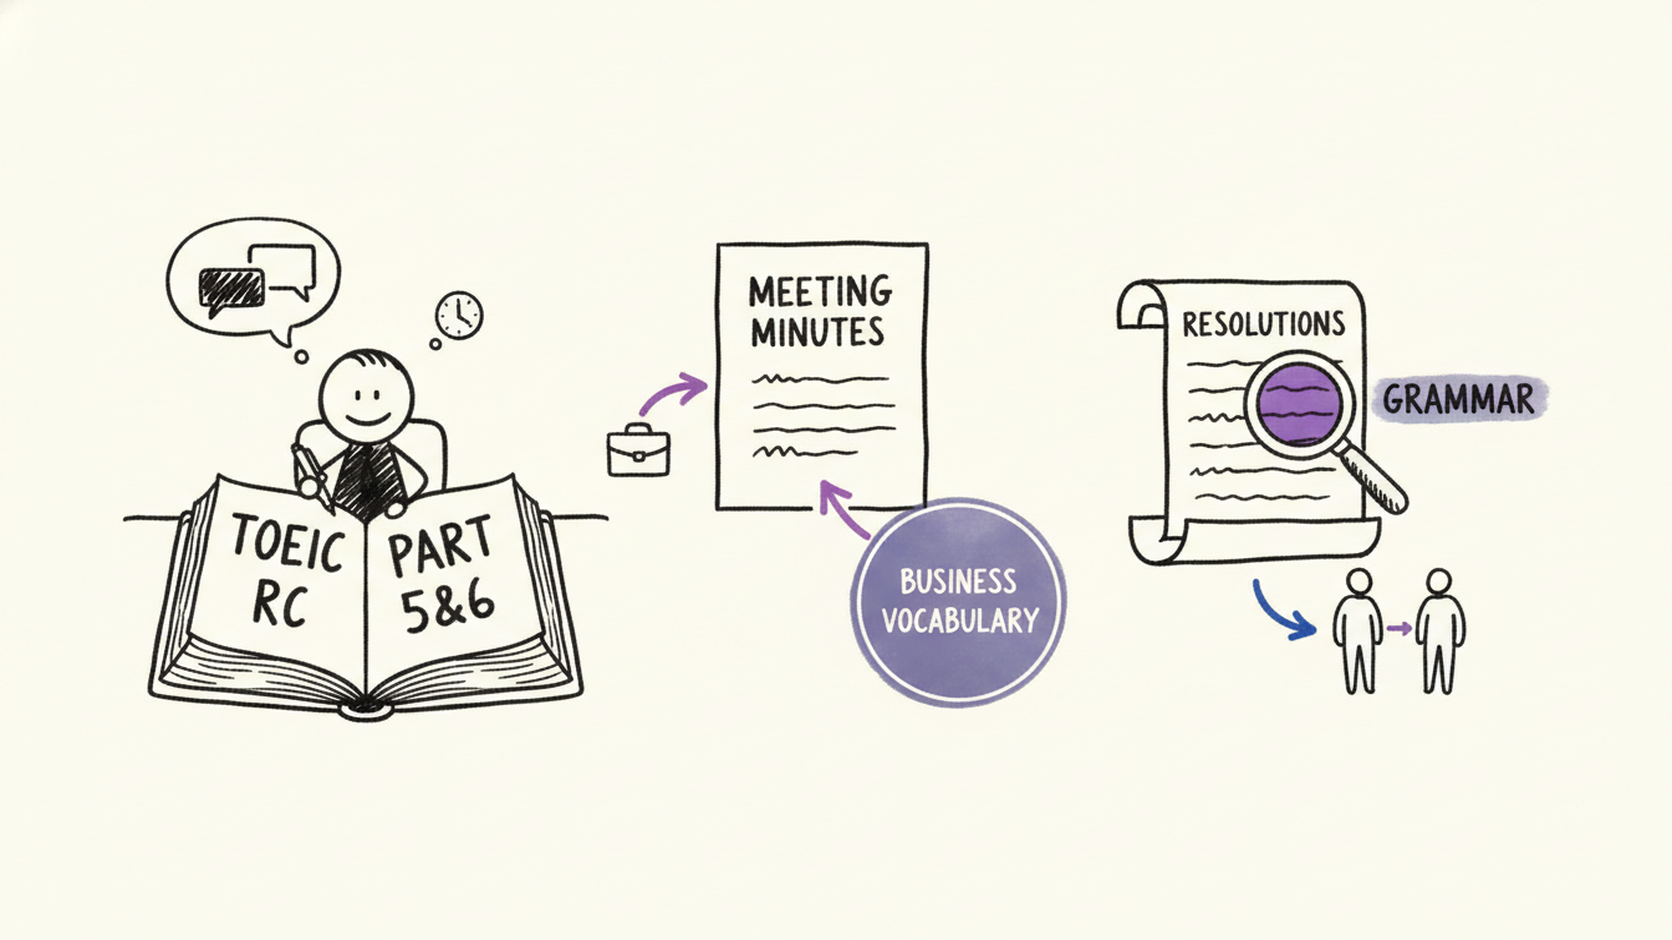 TOEIC
RC
PART
5&6
MEETING
MINUTES
BUSINESS
VOCABULARY
RESOLUTIONS
GRAMMAR